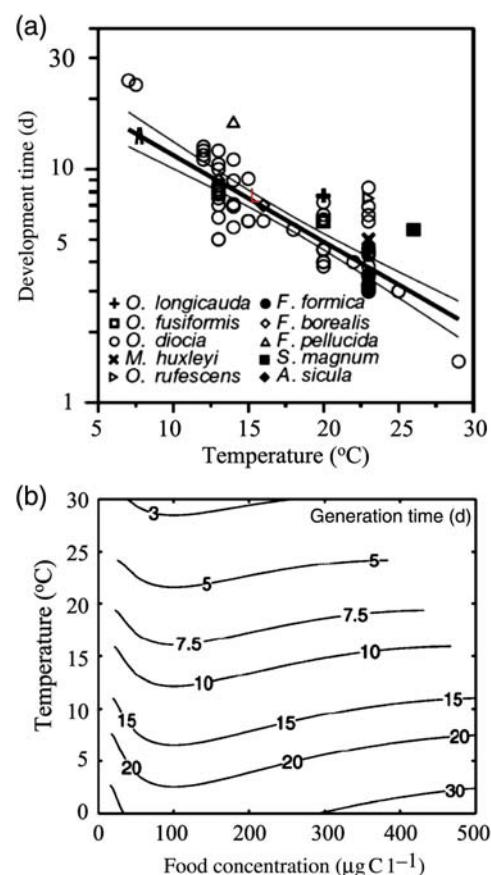 (a)
30
10
5
1
Development time (d)
O. longicauda
O. fusiformis
O. diocia
M. huxleyi
O. rufescens
F. formica
F. borealis
F. pellucida
S. magnum
A. sicula
5 10 15 20 25 30
Temperature (°C)
(b)
Generation time (d)
30
25
20
15
10
5
0
Temperature (°C)
3
5 5
7.5 7.5
10 10
15 15 15
20 20 20
30
0 100 200 300 400 500
Food concentration (µg C l−1)